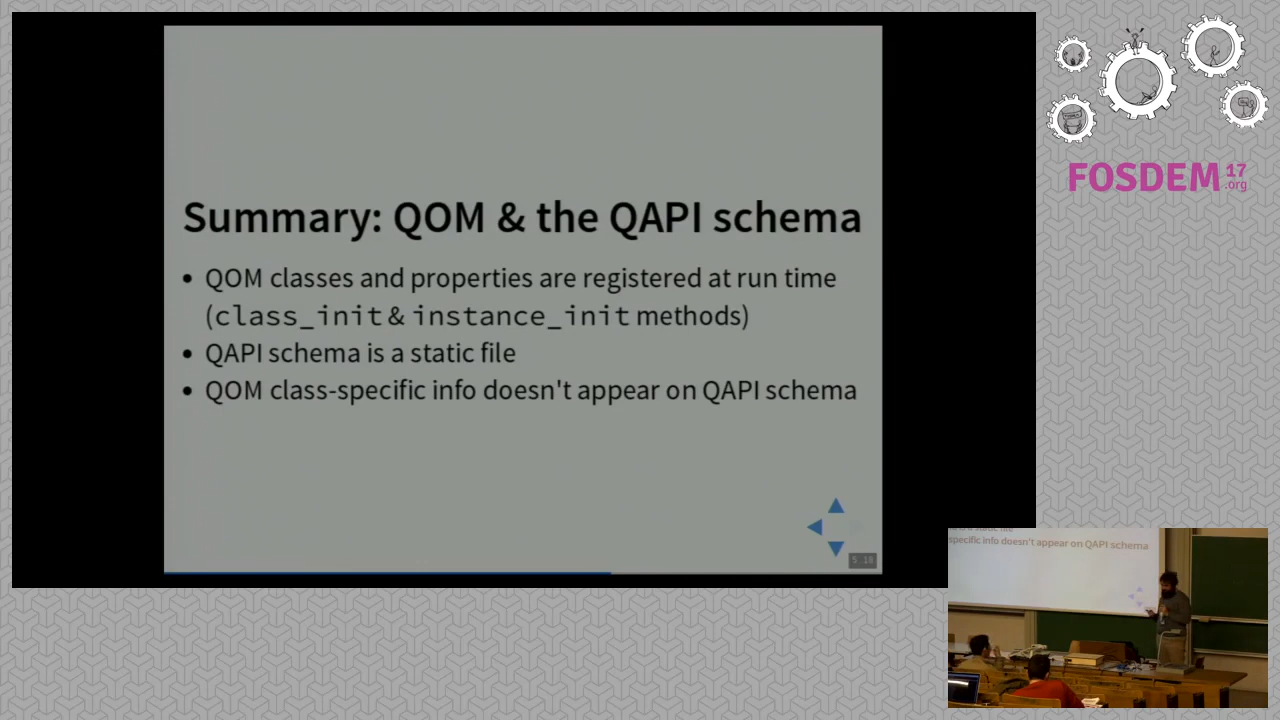 Summary: QOM & the QAPI schema
• QOM classes and properties are registered at run time
(class_init & instance_init methods)
• QAPI schema is a static file
• QOM class-specific info doesn't appear on QAPI schema
FOSDEM 17
.org
specific info doesn't appear on QAPI schema